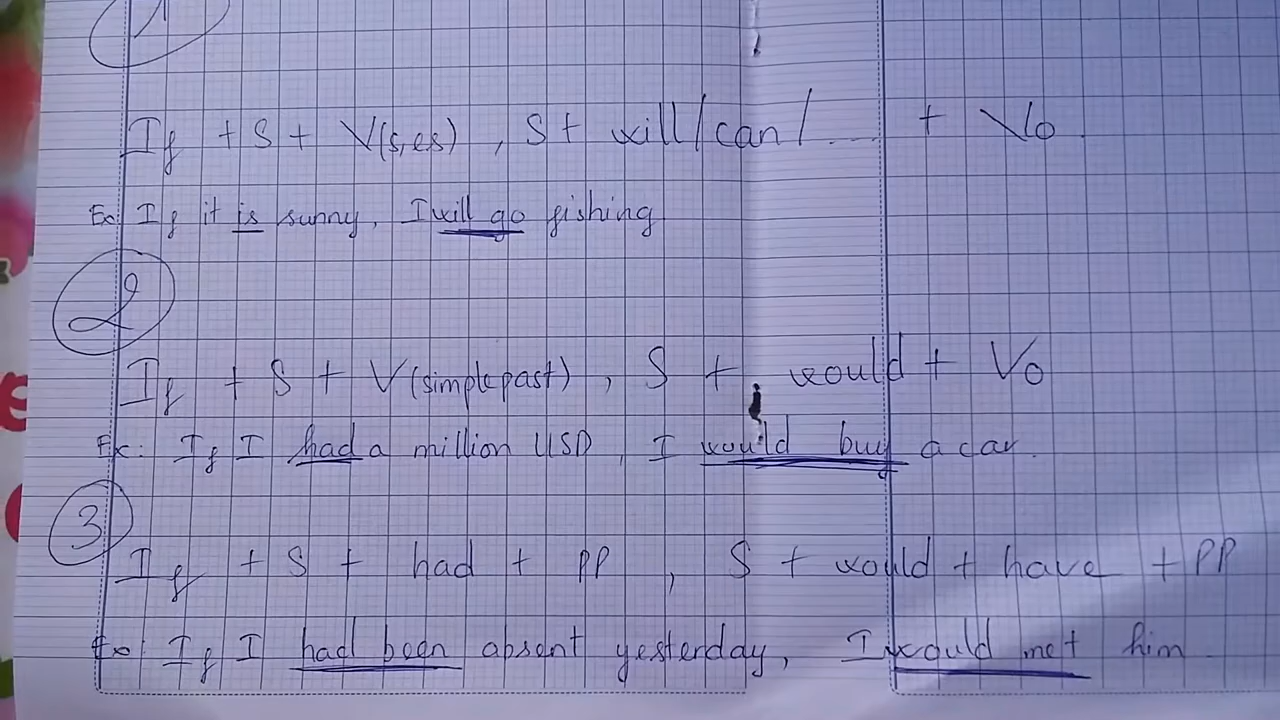 1
If + S + V(s,es) , S + will/can/..... + Vo
Ex: If it is sunny, I will go fishing
2
If + S + V(simple past) , S + would + Vo
Ex: If I had a million USD, I would buy a car.
3
If + S + had + PP , S + would + have + PP
Ex: If I had been absent yesterday, I would met him.